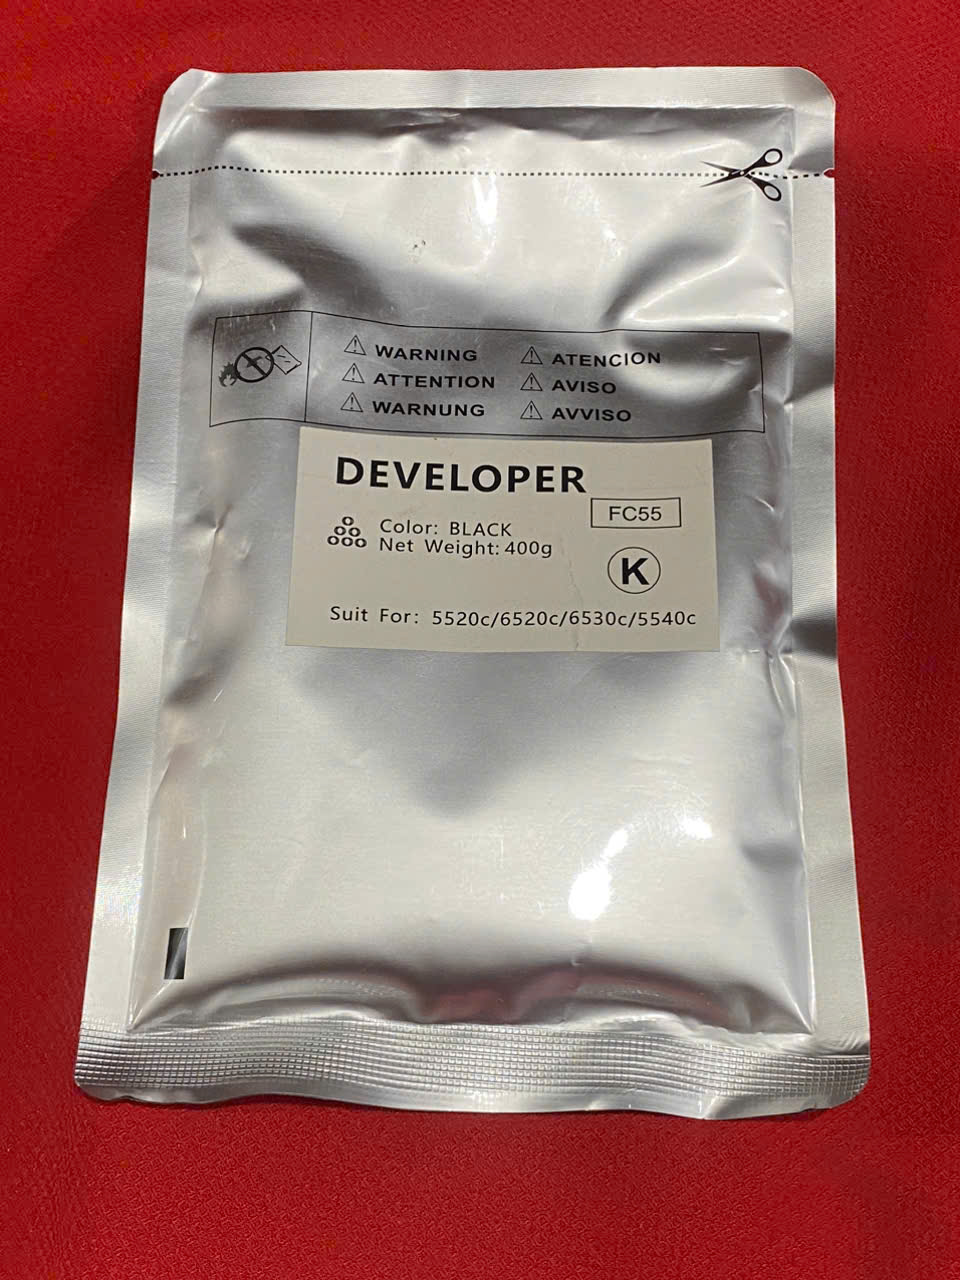 ⚠ WARNING ⚠ ATENCION
⚠ ATTENTION ⚠ AVISO
⚠ WARNUNG ⚠ AVVISO
DEVELOPER
FC55
Color: BLACK
Net Weight: 400g
K
Suit For: 5520c/6520c/6530c/5540c